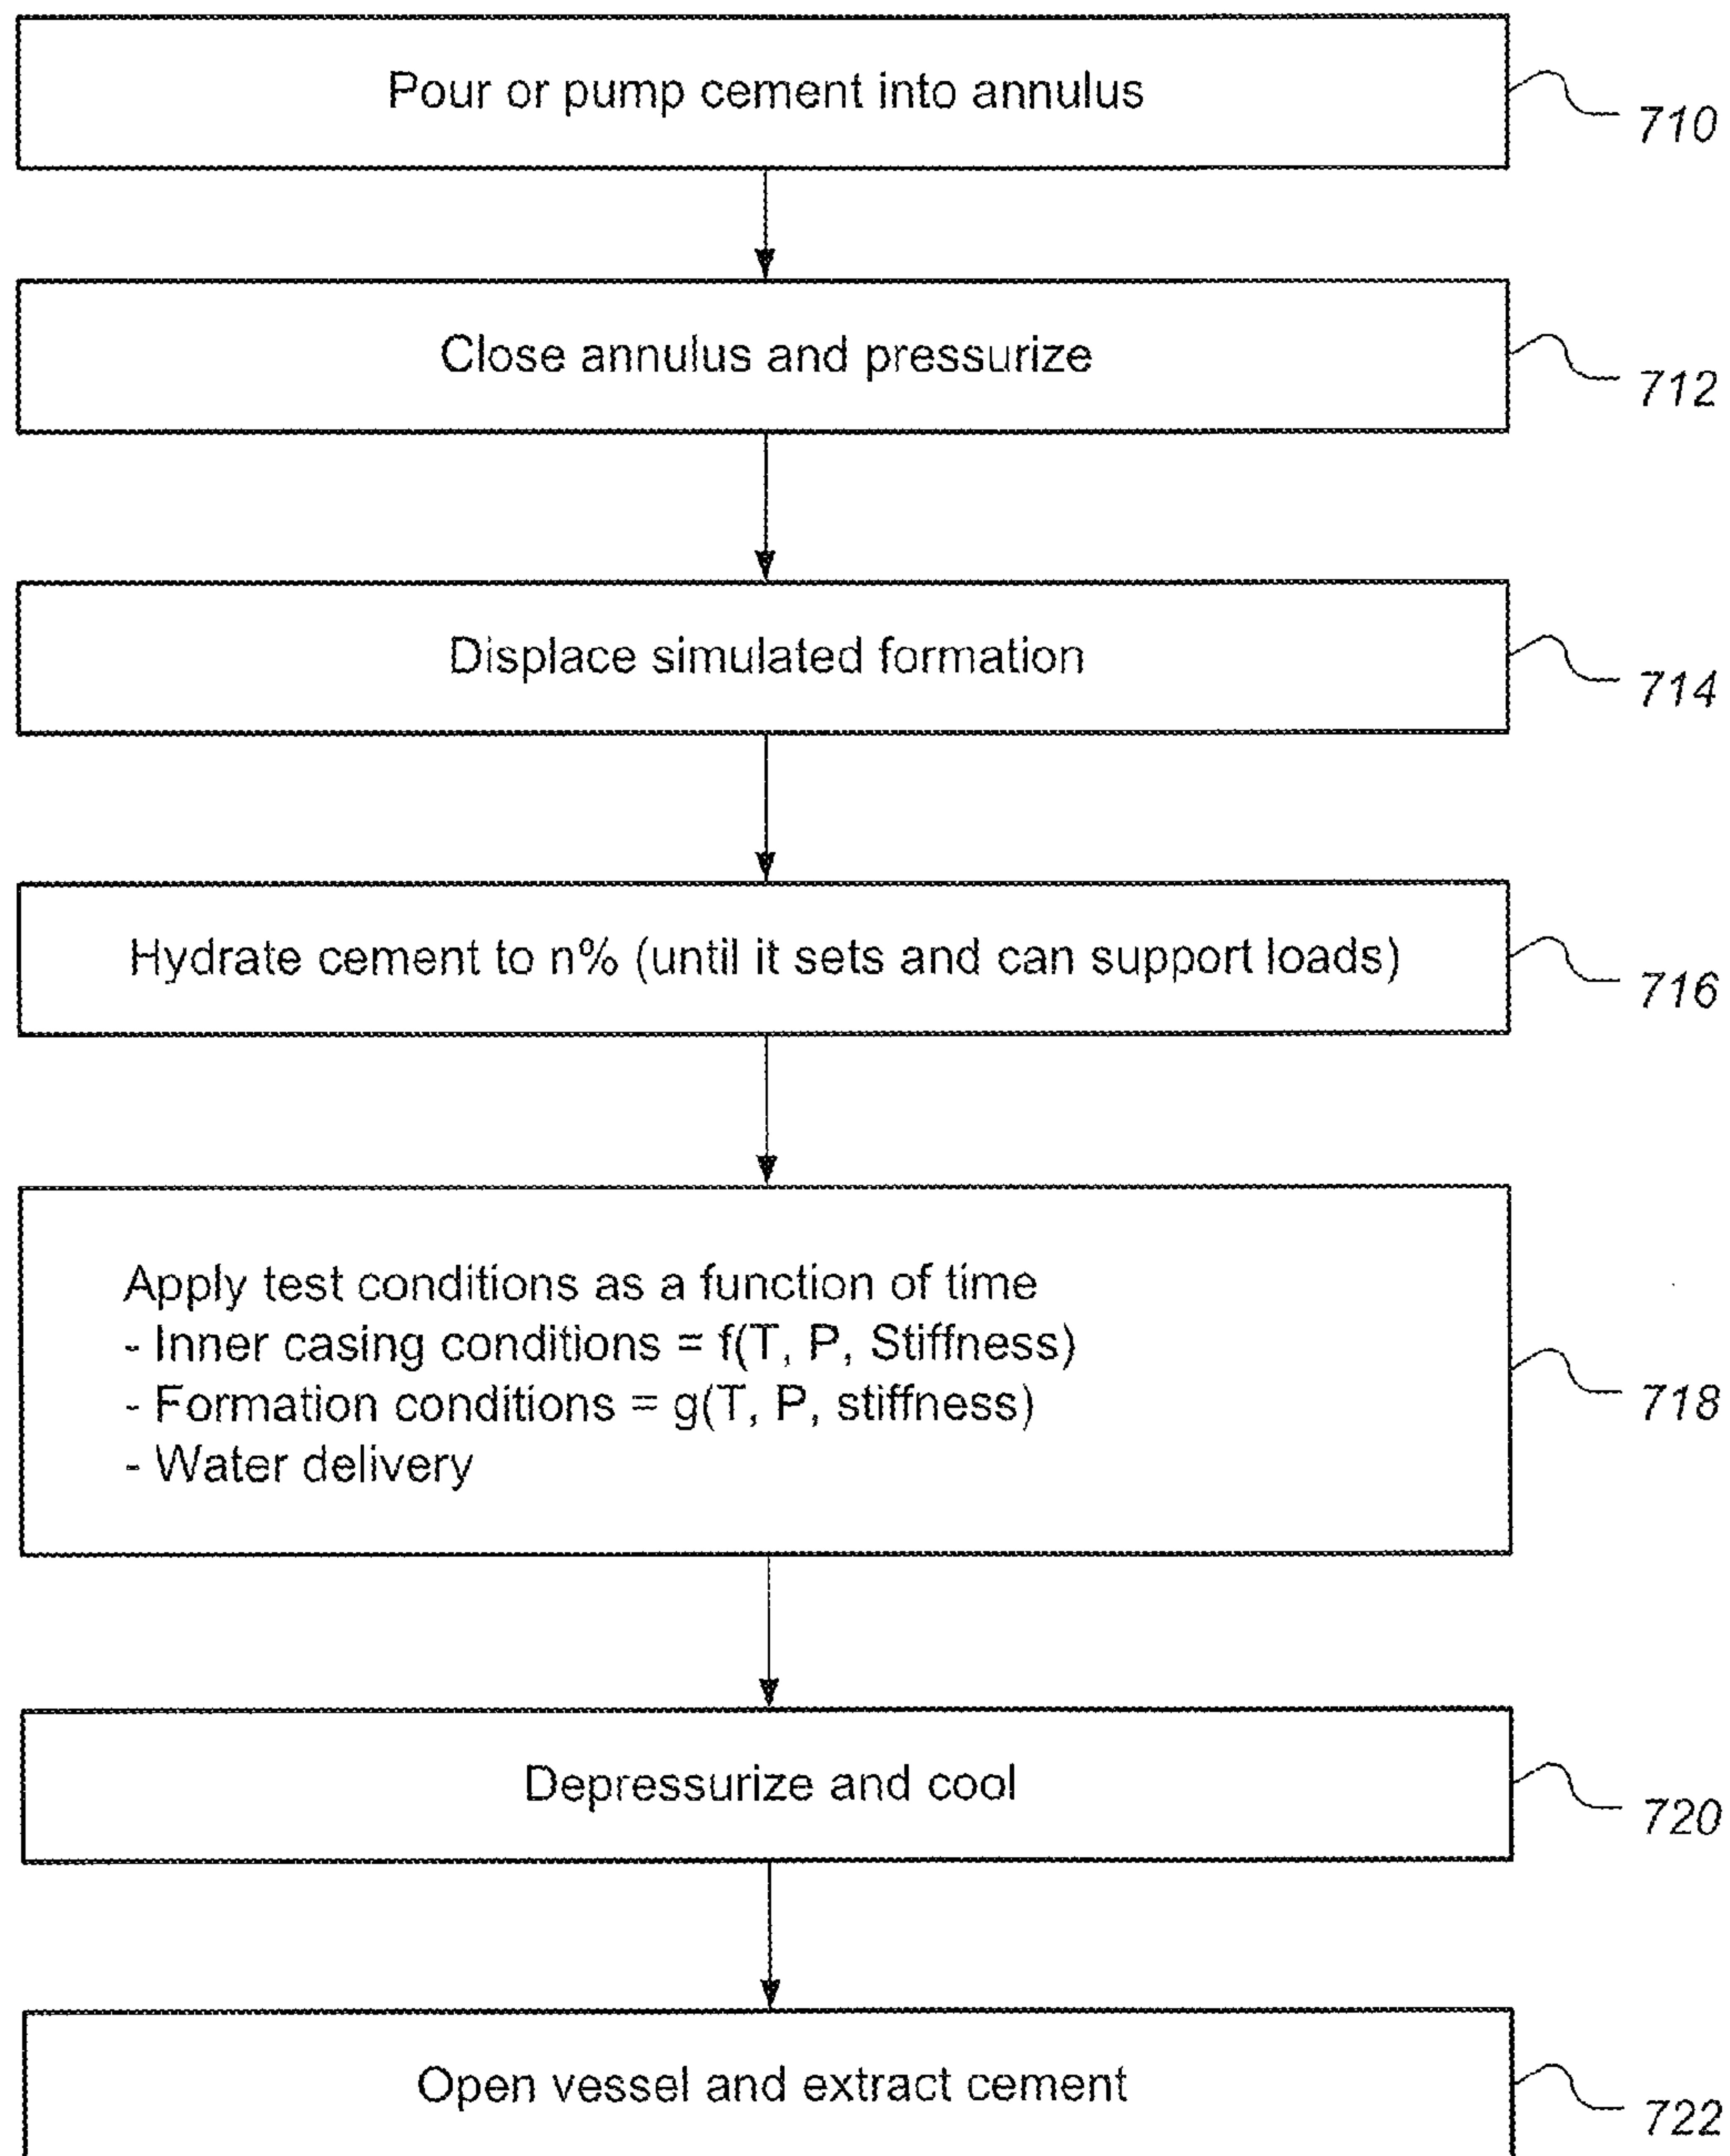 Pour or pump cement into annulus
710
Close annulus and pressurize
712
Displace simulated formation
714
Hydrate cement to n% (until it sets and can support loads)
716
Apply test conditions as a function of time
- Inner casing conditions = f(T, P, Stiffness)
- Formation conditions = g(T, P, stiffness)
- Water delivery
718
Depressurize and cool
720
Open vessel and extract cement
722